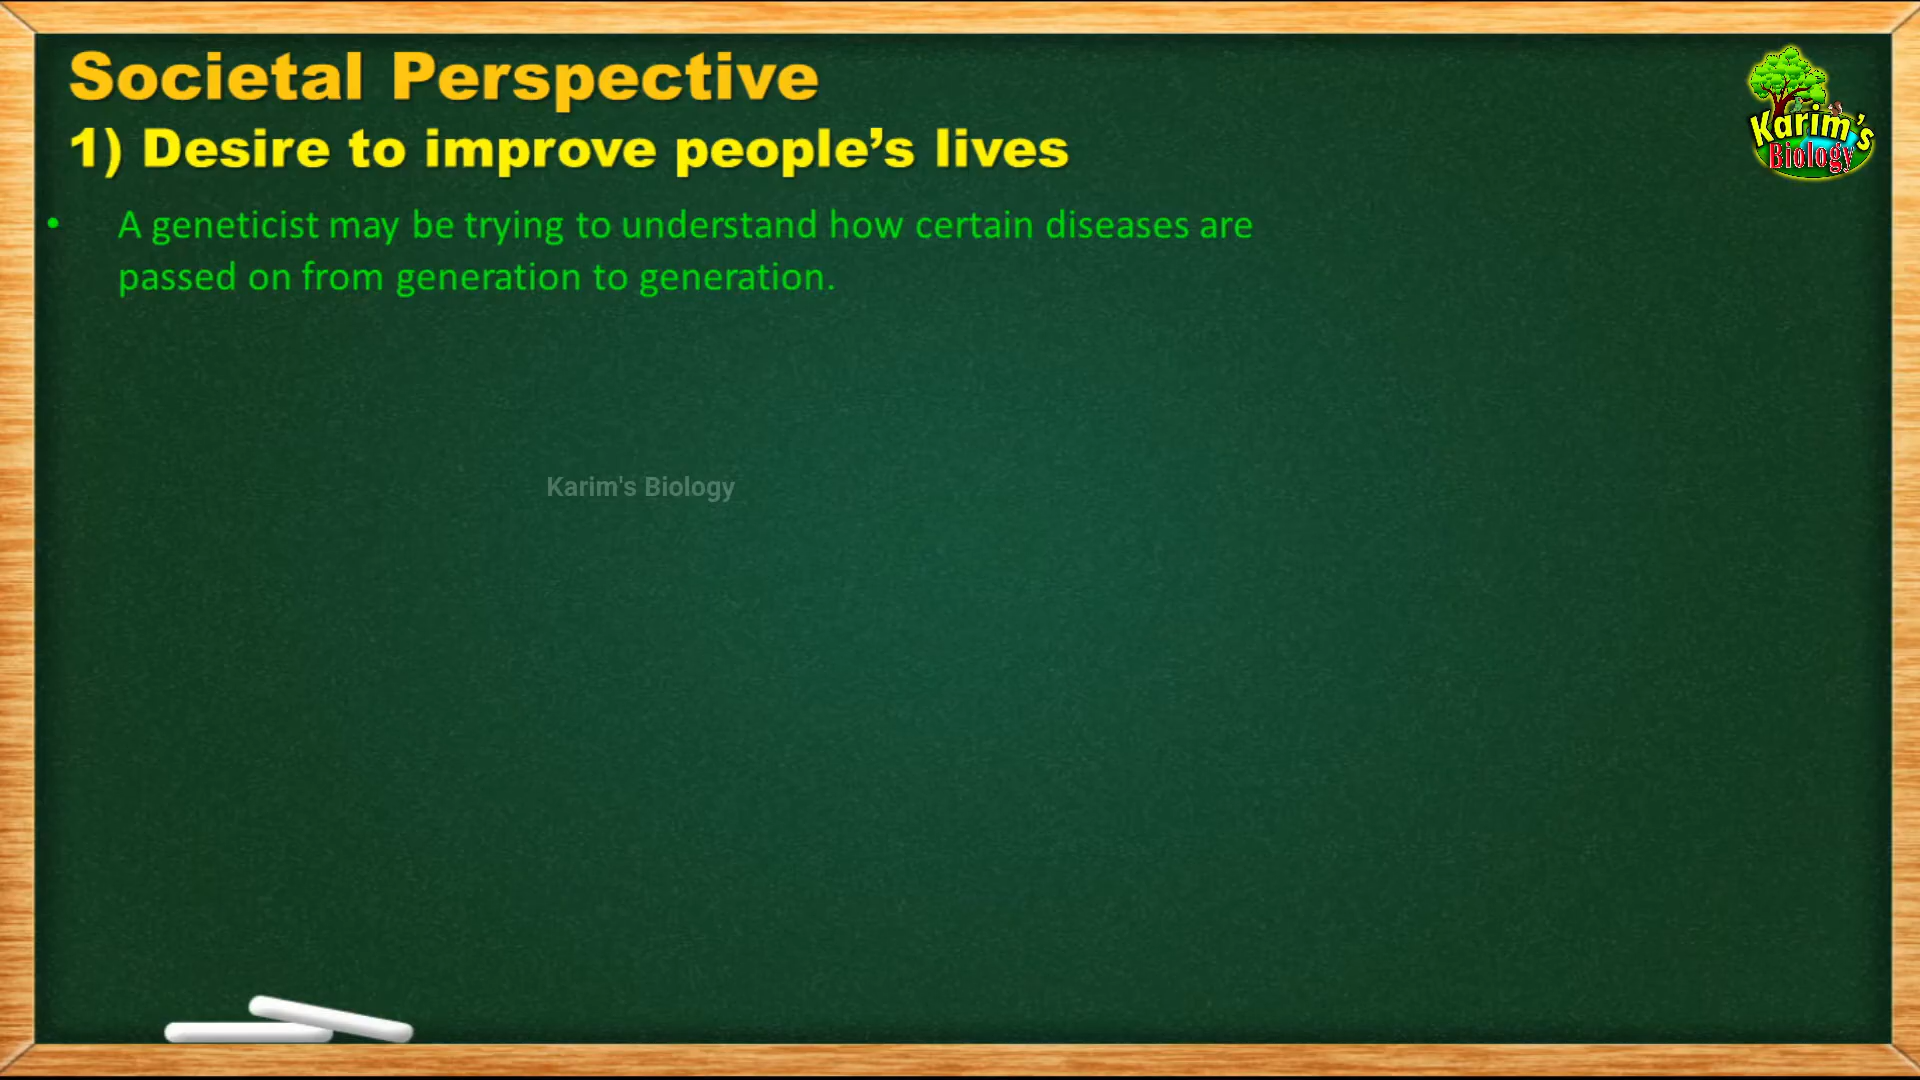 Societal Perspective
1) Desire to improve people’s lives
• A geneticist may be trying to understand how certain diseases are
passed on from generation to generation.
Karim's Biology
Karim's
Biology